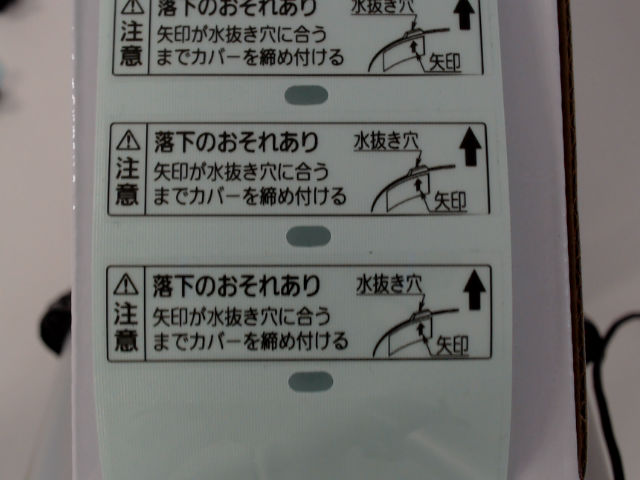 注意
落下のおそれあり
矢印が水抜き穴に合う
までカバーを締め付ける
水抜き穴
矢印
注意
落下のおそれあり
矢印が水抜き穴に合う
までカバーを締め付ける
水抜き穴
矢印
注意
落下のおそれあり
矢印が水抜き穴に合う
までカバーを締め付ける
水抜き穴
矢印